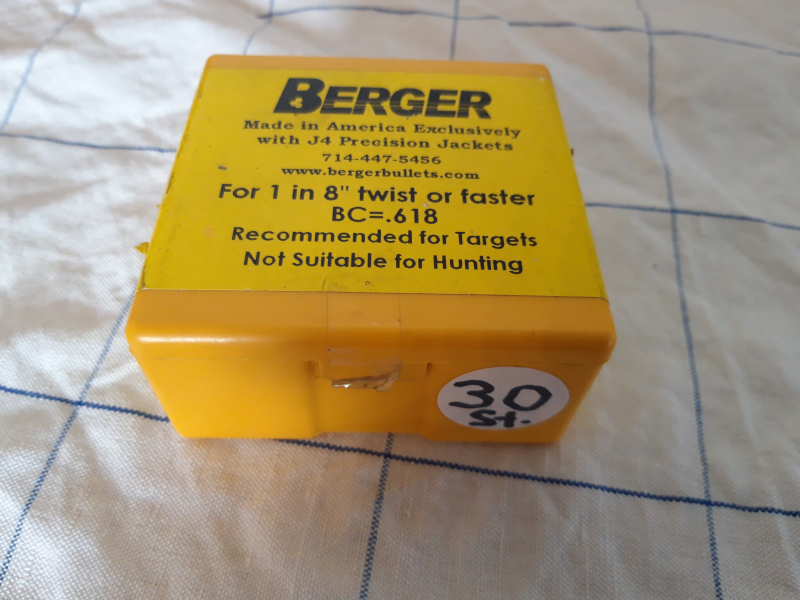 BERGER
Made in America Exclusively
with J4 Precision Jackets
714-447-5456
www.bergerbullets.com
For 1 in 8" twist or faster
BC=.618
Recommended for Targets
Not Suitable for Hunting
30
St.